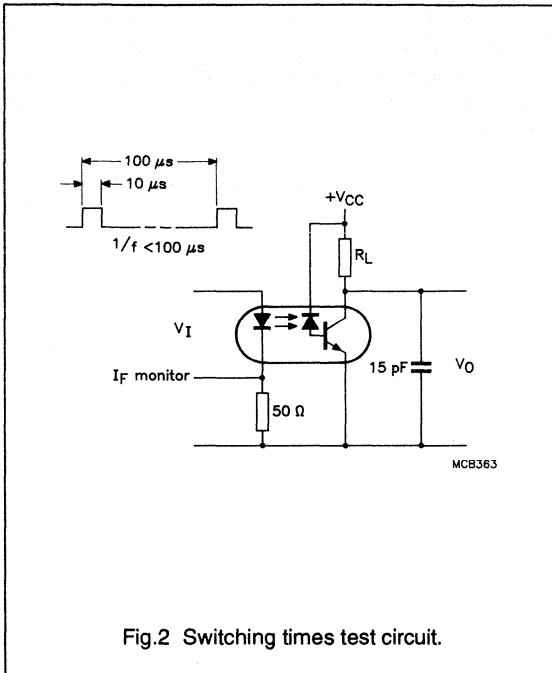 100 μs
10 μs
1/f <100 μs
+VCC
RL
VI
IF monitor
50 Ω
15 pF
VO
MCB363
Fig.2 Switching times test circuit.